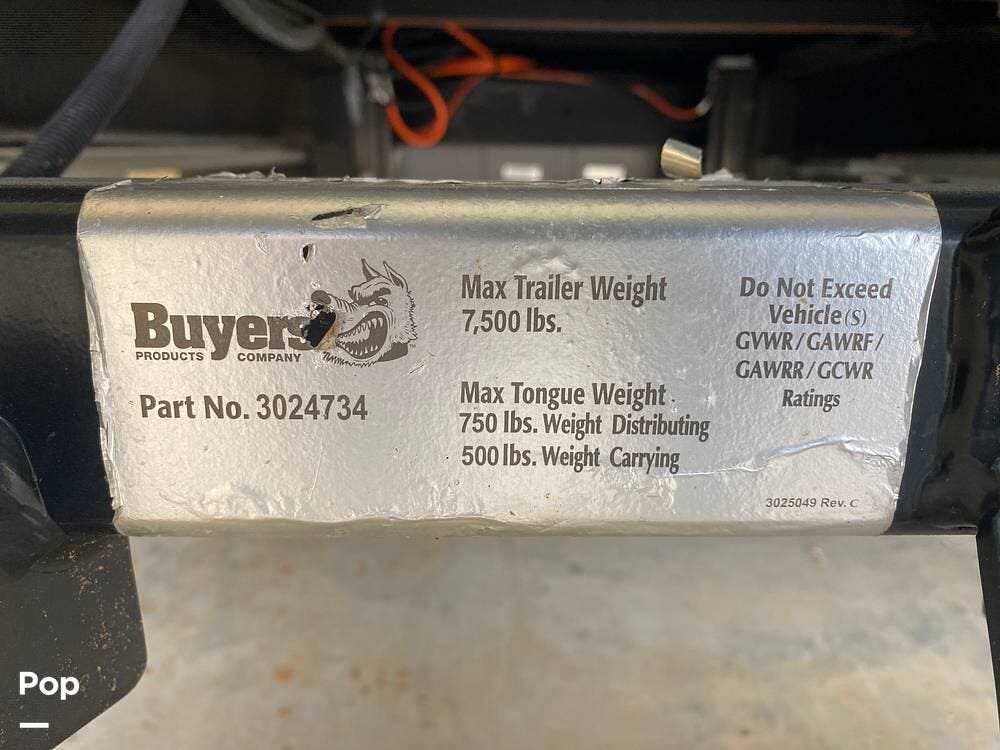 Buyers
PRODUCTS COMPANY
Part No. 3024734
Max Trailer Weight
7,500 lbs.
Max Tongue Weight
750 lbs. Weight Distributing
500 lbs. Weight Carrying
Do Not Exceed
Vehicle(S)
GVWR / GAWRF /
GAWRR / GCWR
Ratings
3025049 Rev. C
Pop